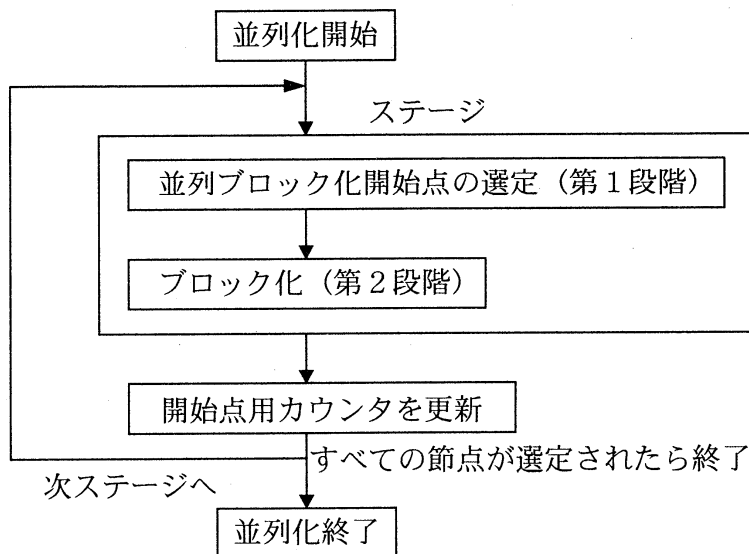 並列化開始
ステージ
並列ブロック化開始点の選定（第１段階）
ブロック化（第２段階）
開始点用カウンタを更新
すべての節点が選定されたら終了
次ステージへ
並列化終了